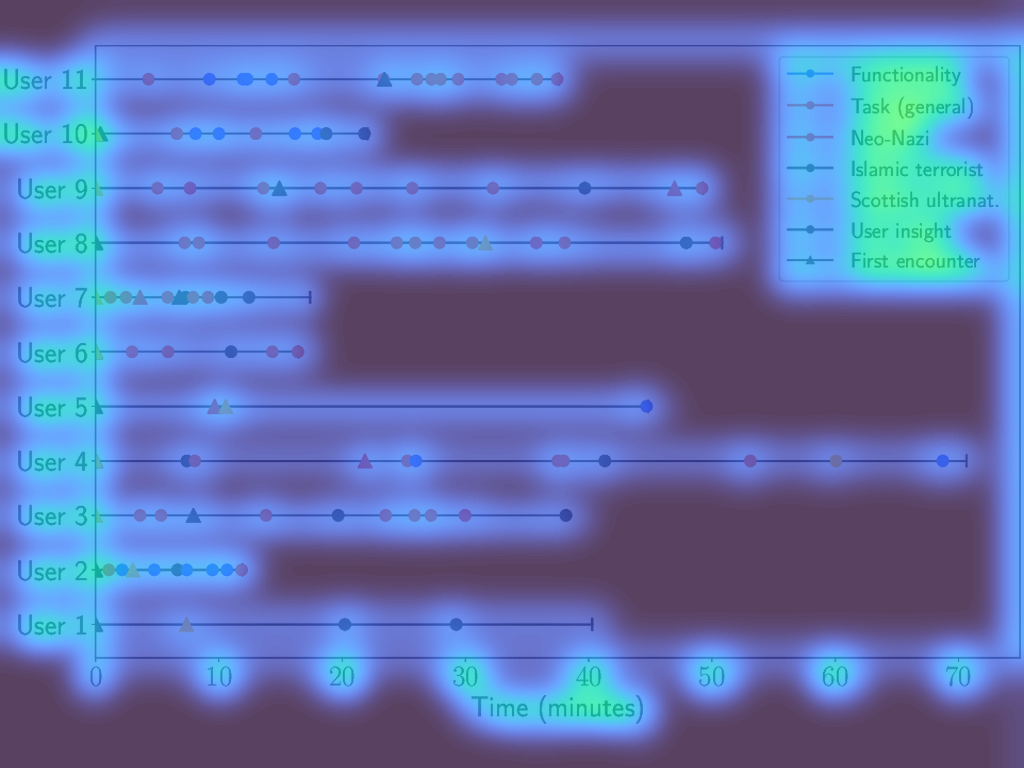 User 11
User 10
User 9
User 8
User 7
User 6
User 5
User 4
User 3
User 2
User 1
Functionality
Task (general)
Neo-Nazi
Islamic terrorist
Scottish ultranat.
User insight
First encounter
0 10 20 30 40 50 60 70
Time (minutes)